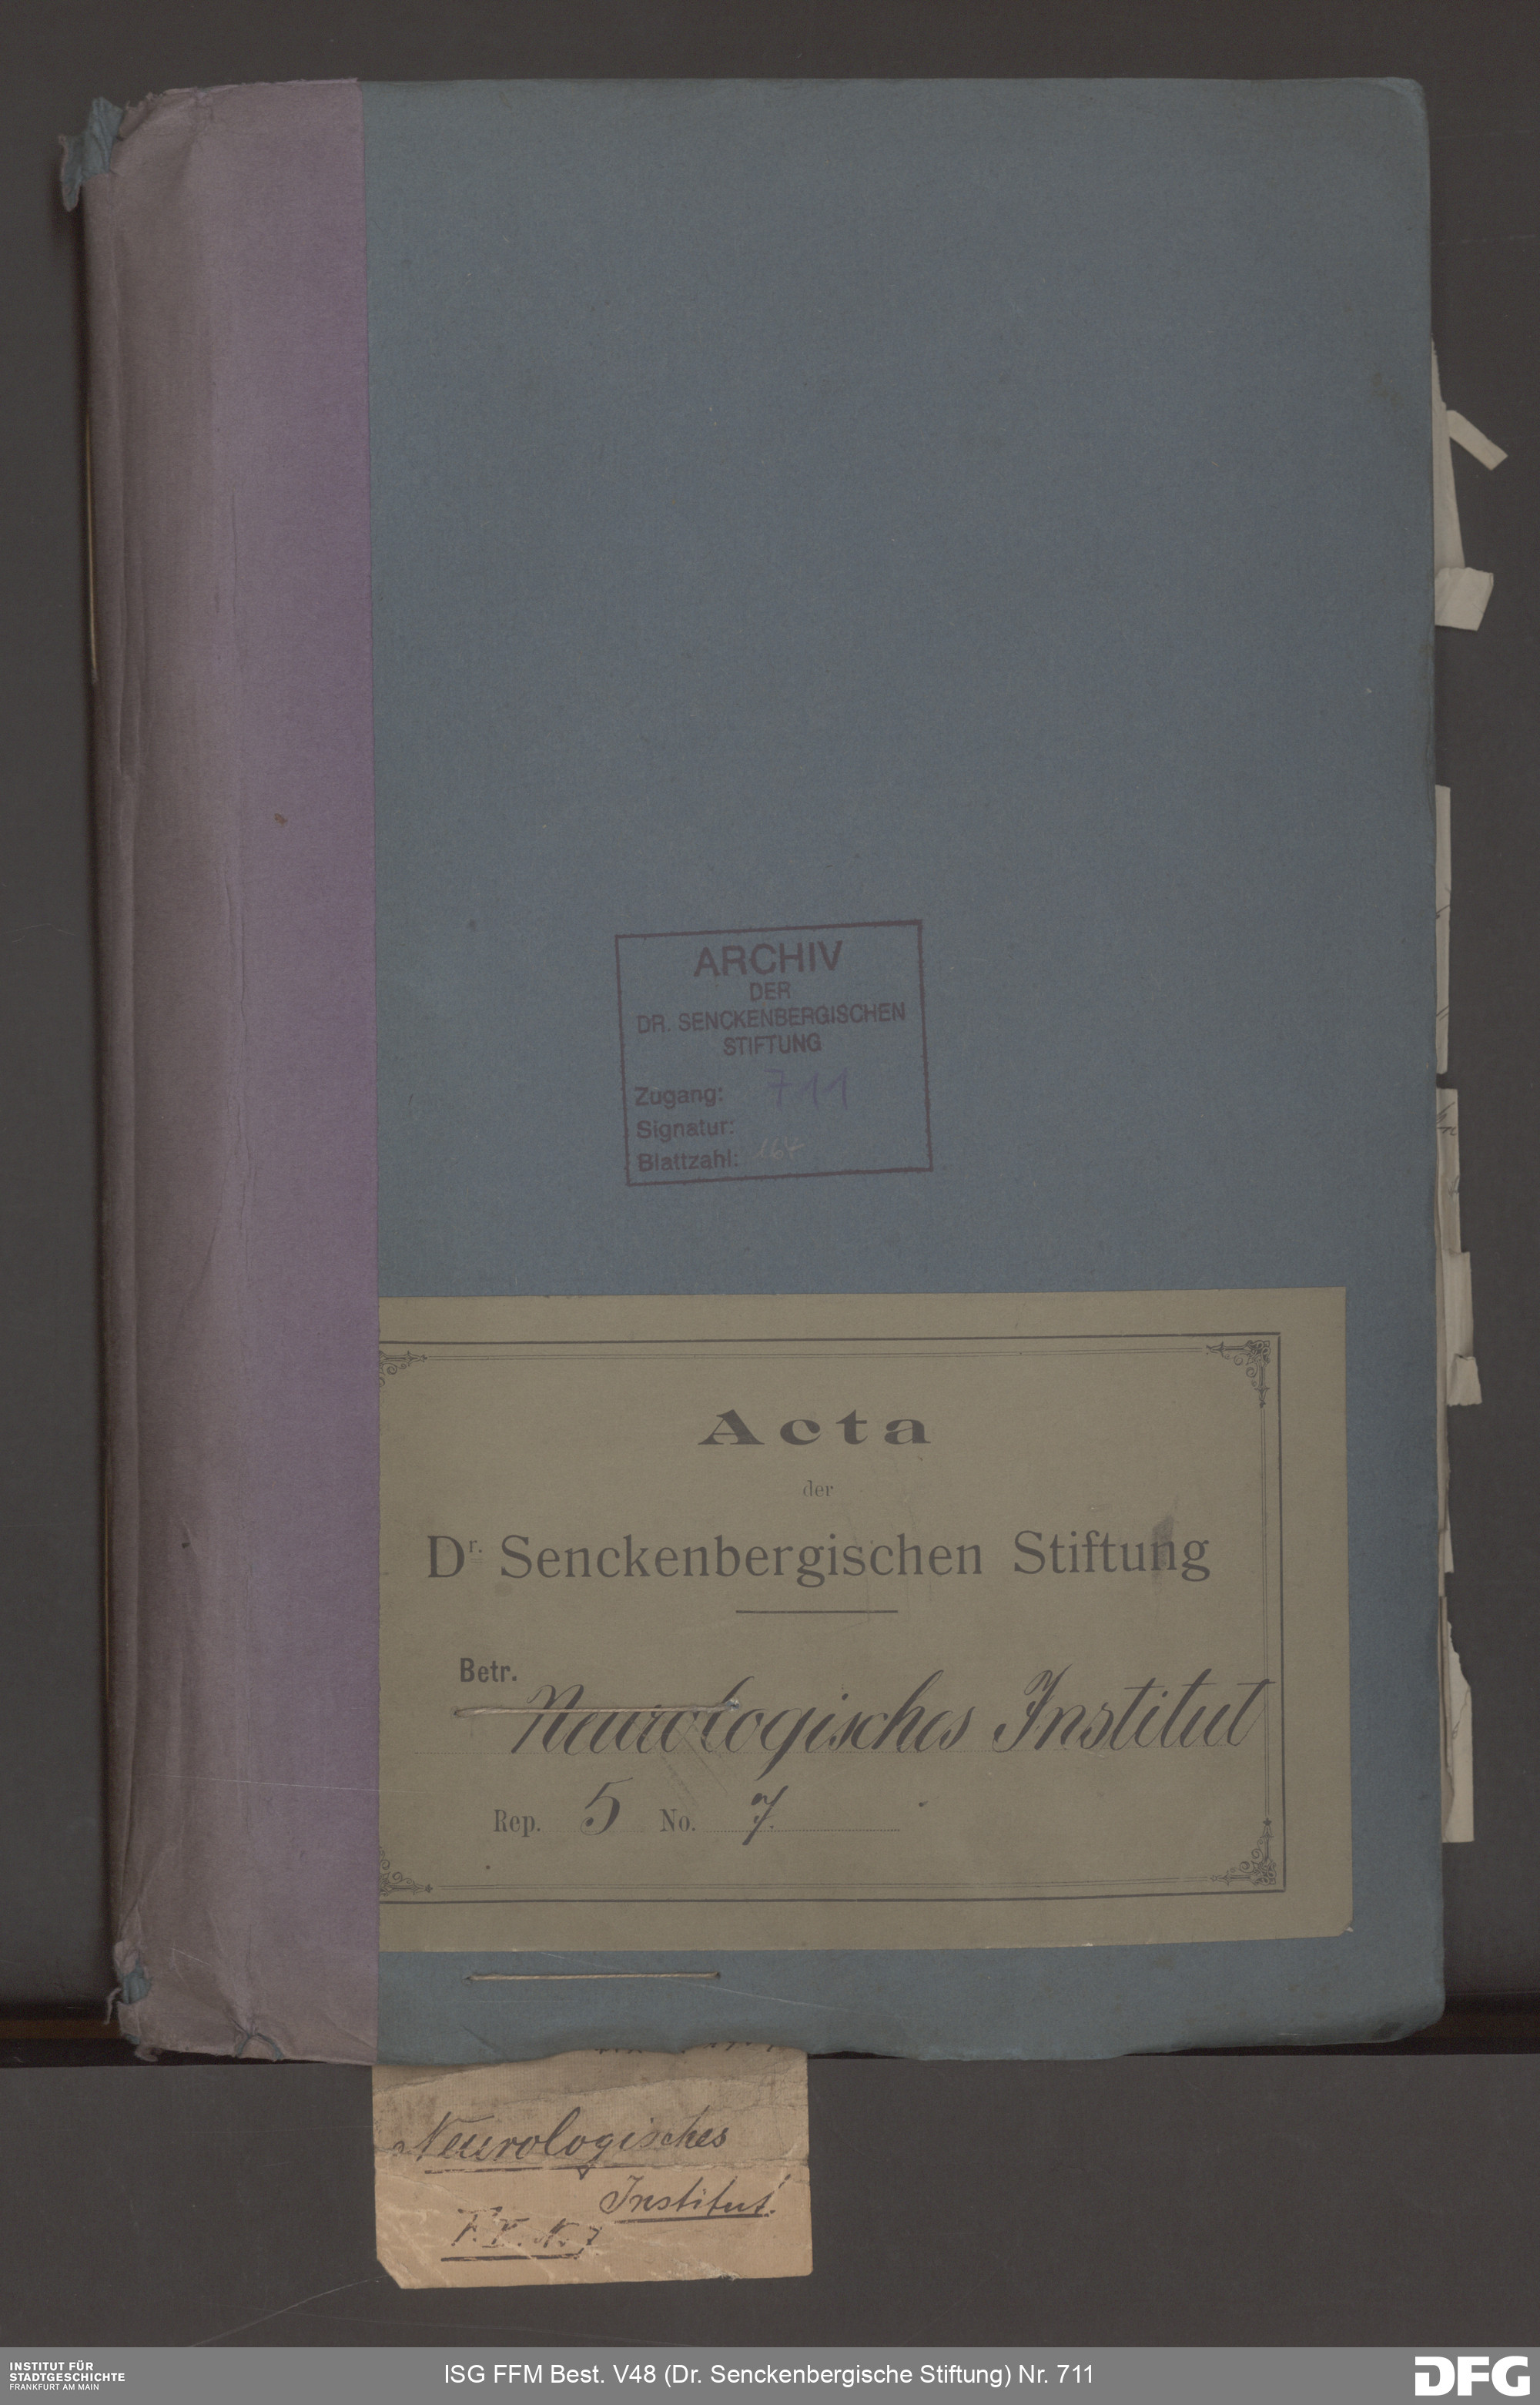 ARCHIV
DER
DR. SENCKENBERGISCHEN
STIFTUNG
Zugang: 711
Signatur:
Blattzahl: 164
Acta
der
Dr. Senckenbergischen Stiftung
Betr.
Neurologisches Institut
Rep. 5 No. 7.
Neurologisches
Institut.
INSTITUT FÜR
STADTGESCHICHTE
FRANKFURT AM MAIN
ISG FFM Best. V48 (Dr. Senckenbergische Stiftung) Nr. 711
DFG